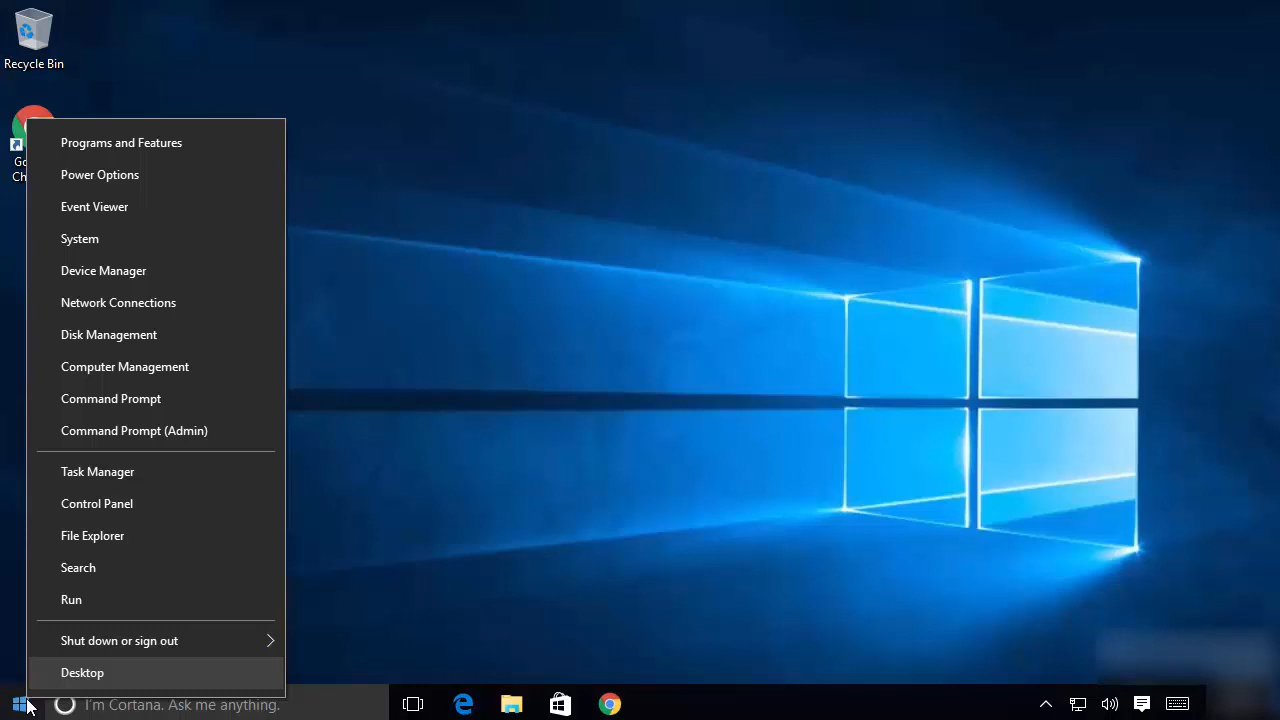 Recycle Bin
Programs and Features
Power Options
Event Viewer
System
Device Manager
Network Connections
Disk Management
Computer Management
Command Prompt
Command Prompt (Admin)
Task Manager
Control Panel
File Explorer
Search
Run
Shut down or sign out
Desktop
I'm Cortana. Ask me anything.